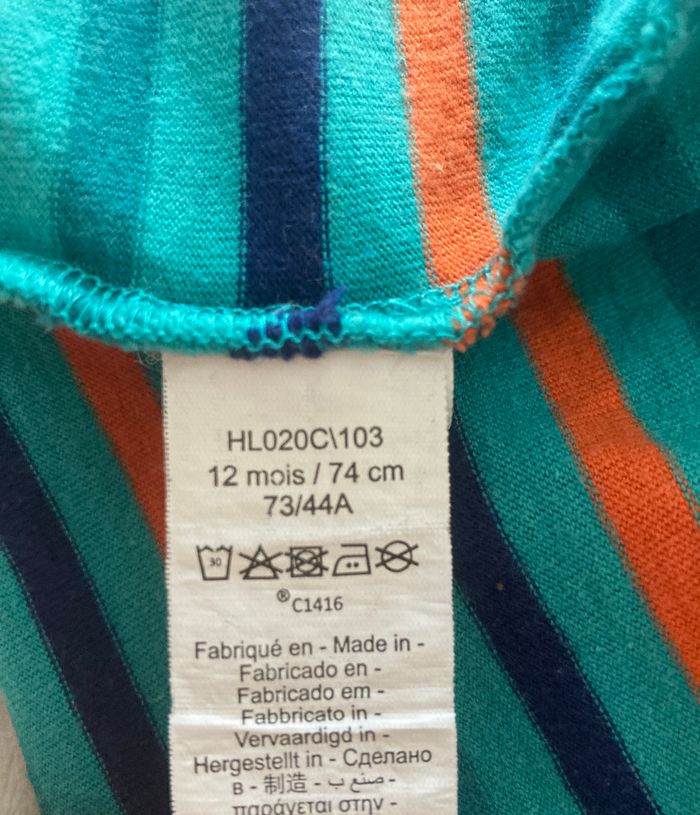 HL020C\103
12 mois / 74 cm
73/44A
30
® C1416
Fabriqué en - Made in -
Fabricado en -
Fabricado em -
Fabbricato in -
Vervaardigd in -
Hergestellt in - Сделано
в - 制造 - صنع ب -
παράγεται στην -